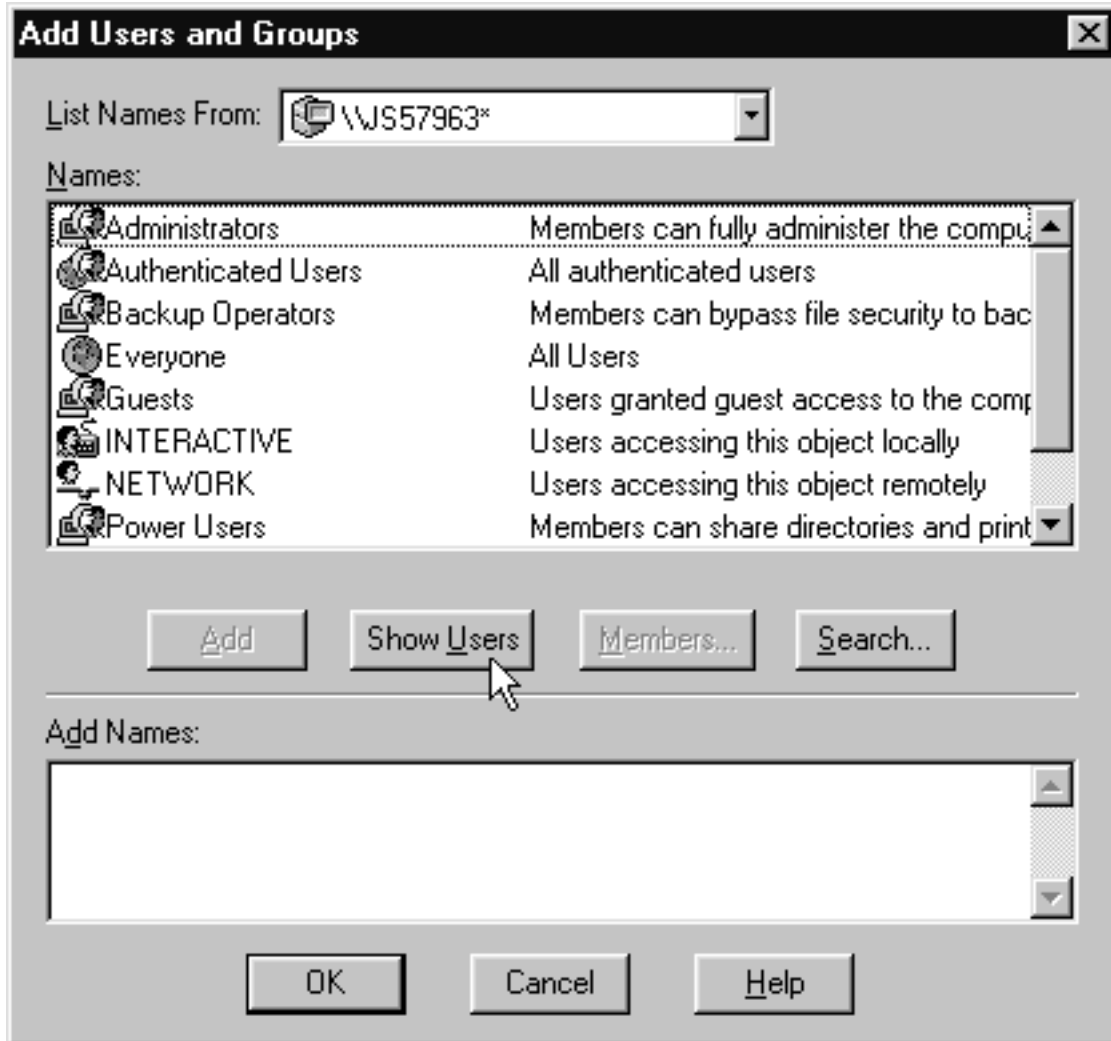 Add Users and Groups
List Names From: \\JS57963*
Names:
Administrators Members can fully administer the compu
Authenticated Users All authenticated users
Backup Operators Members can bypass file security to bac
Everyone All Users
Guests Users granted guest access to the comp
INTERACTIVE Users accessing this object locally
NETWORK Users accessing this object remotely
Power Users Members can share directories and print
Add Show Users Members... Search...
Add Names:
OK Cancel Help